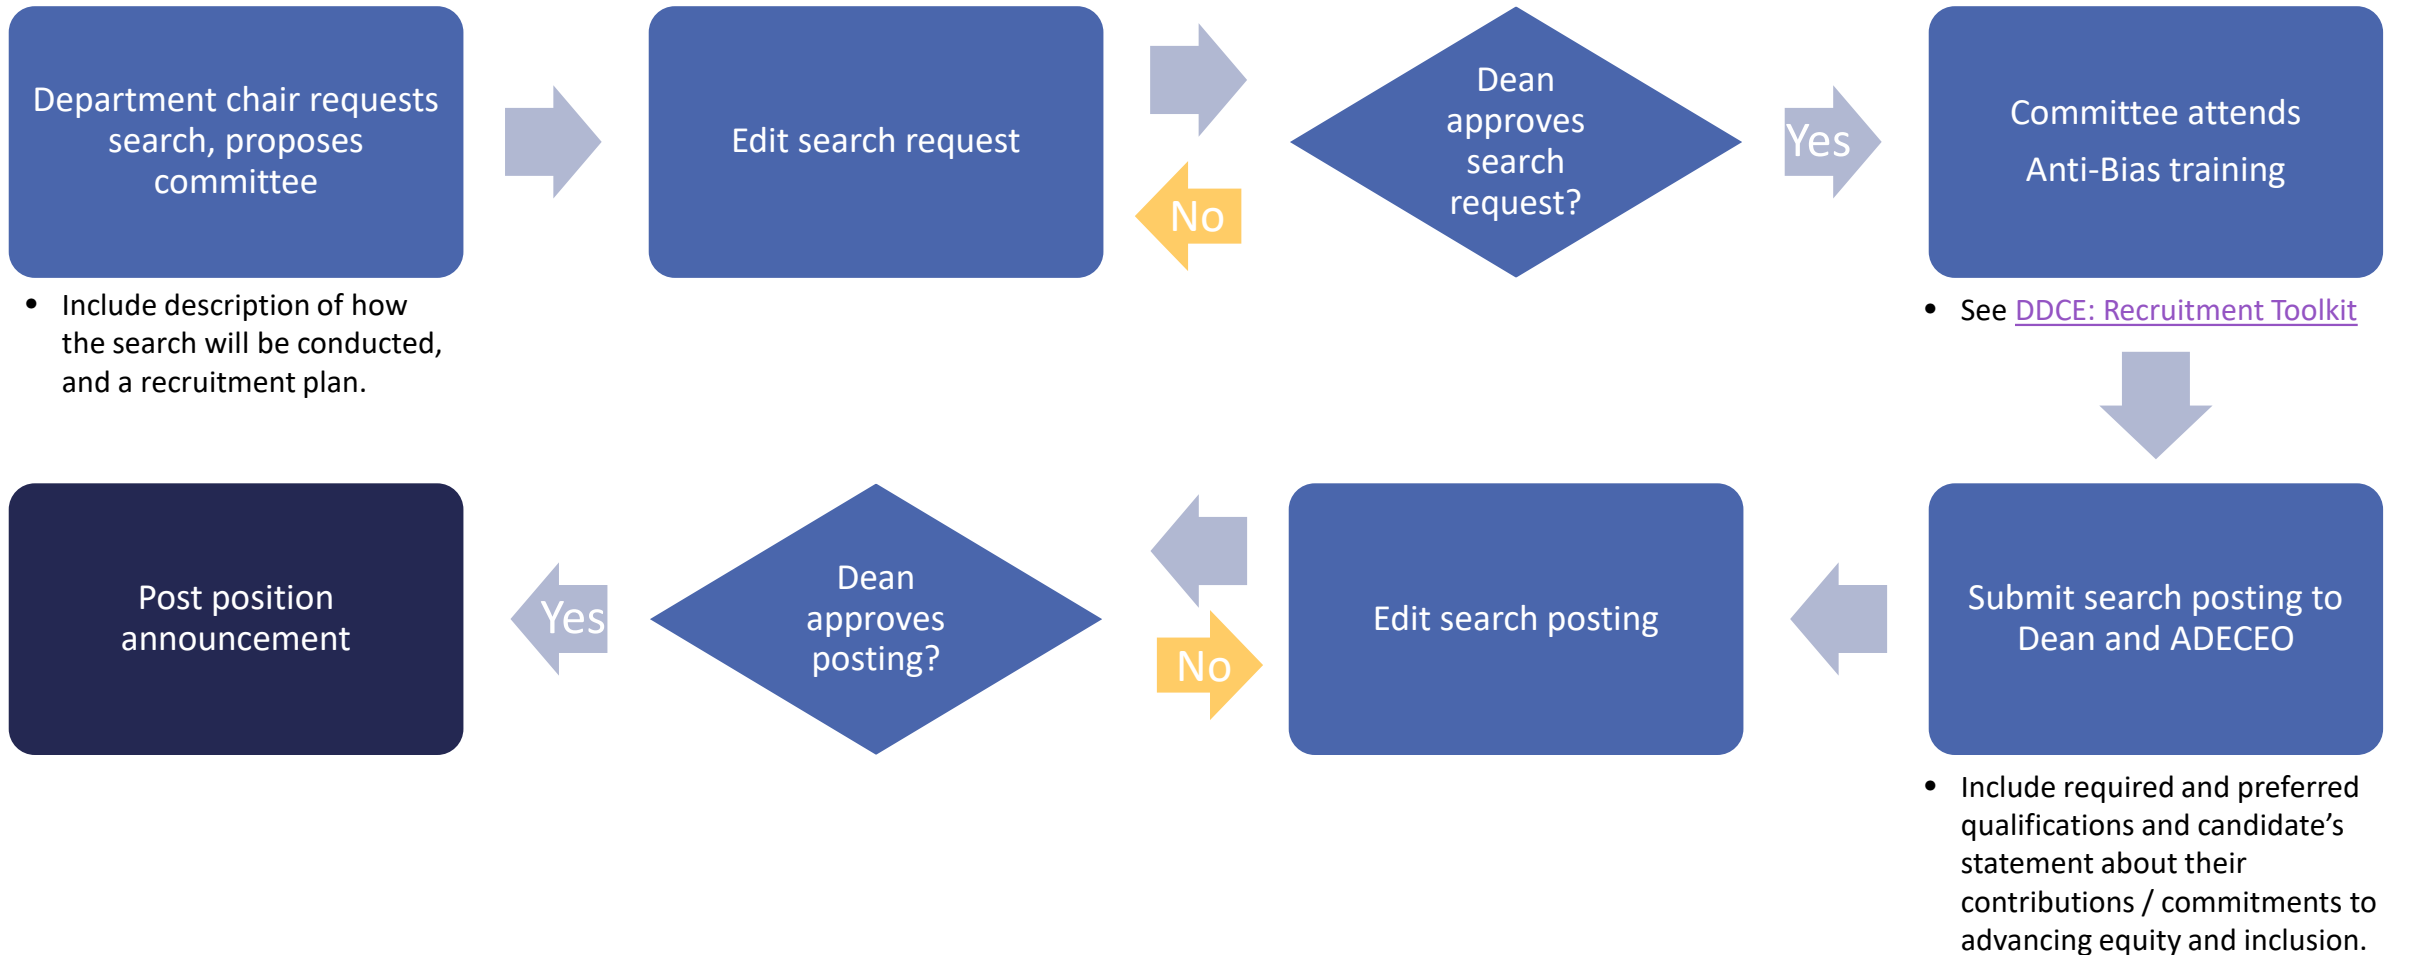 Department chair requests
search, proposes
committee
• Include description of how
the search will be conducted,
and a recruitment plan.
Edit search request
No
Dean
approves
search
request?
Yes
Committee attends
Anti-Bias training
• See DDCE: Recruitment Toolkit
Submit search posting to
Dean and ADECEO
• Include required and preferred
qualifications and candidate’s
statement about their
contributions / commitments to
advancing equity and inclusion.
Edit search posting
No
Dean
approves
posting?
Yes
Post position
announcement